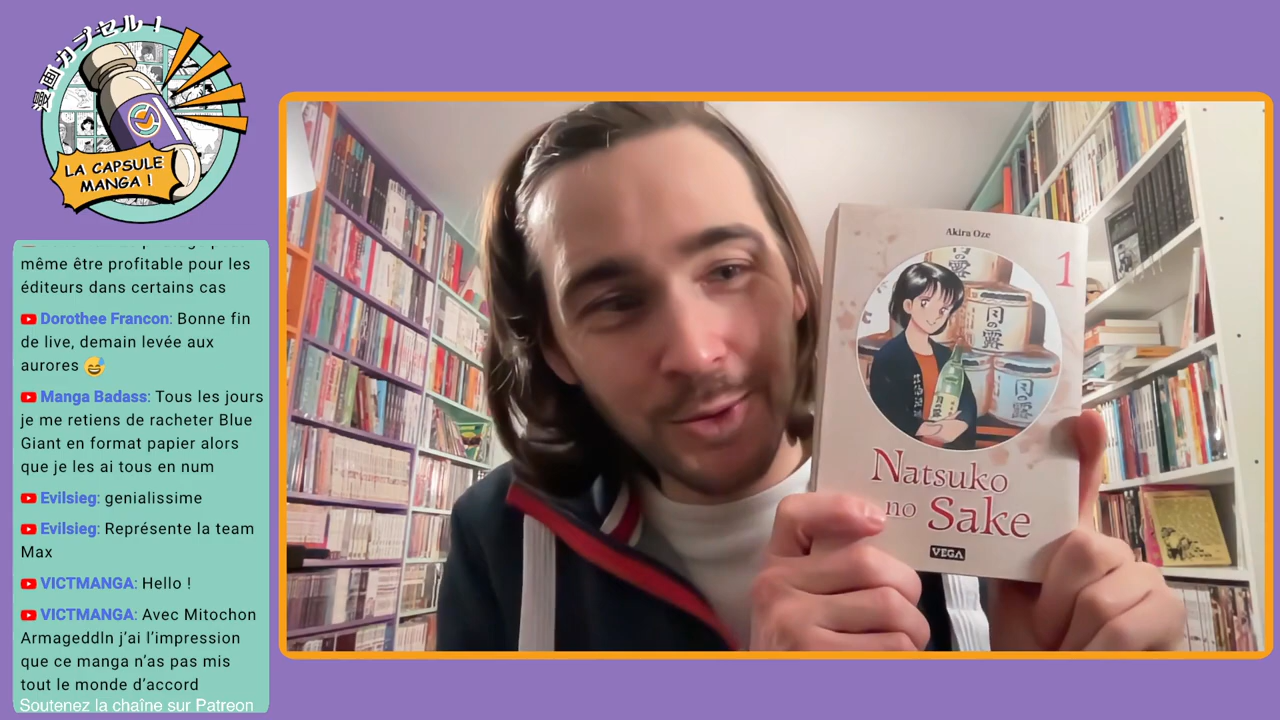 漫画カプセル!
LA CAPSULE
MANGA !
même être profitable pour les
éditeurs dans certains cas
Dorothee Francon: Bonne fin
de live, demain levée aux
aurores 😅
Manga Badass: Tous les jours
je me retiens de racheter Blue
Giant en format papier alors
que je les ai tous en num
Evilsieg: genialissime
Evilsieg: Représente la team
Max
VICTMANGA: Hello !
VICTMANGA: Avec Mitochon
Armageddln j’ai l’impression
que ce manga n’as pas mis
tout le monde d’accord
Soutenez la chaîne sur Patreon
Akira Oze
1
月の露
Natsuko
no Sake
VEGA